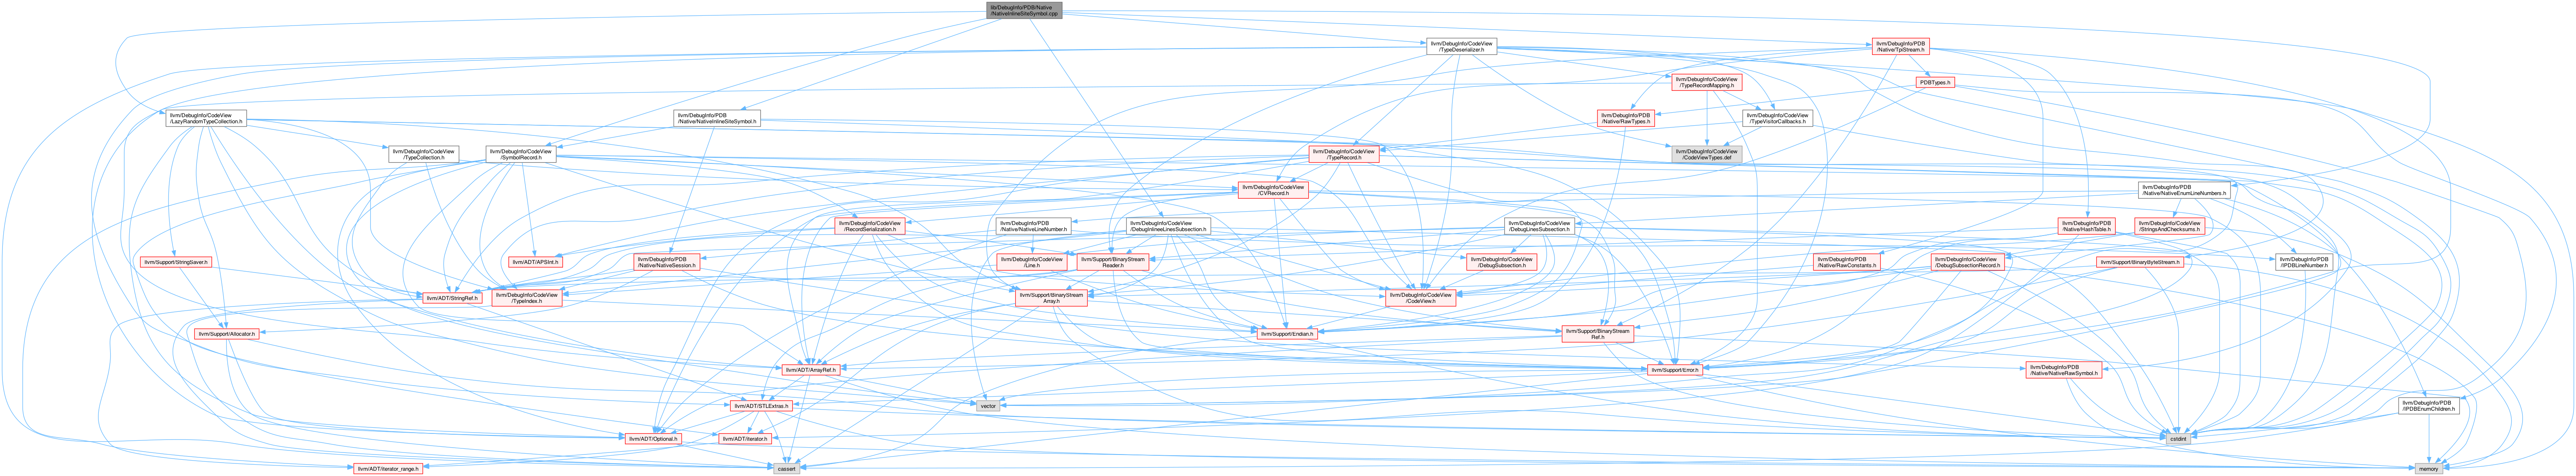 lib/DebugInfo/PDB/Native
/NativeInlineSiteSymbol.cpp
llvm/DebugInfo/CodeView
/TypeDeserializer.h
llvm/DebugInfo/PDB
/Native/TpiStream.h
llvm/DebugInfo/CodeView
/TypeRecordMapping.h
PDBTypes.h
llvm/DebugInfo/CodeView
/LazyRandomTypeCollection.h
llvm/DebugInfo/PDB
/Native/NativeInlineSiteSymbol.h
llvm/DebugInfo/PDB
/Native/RawTypes.h
llvm/DebugInfo/CodeView
/TypeVisitorCallbacks.h
llvm/DebugInfo/CodeView
/TypeCollection.h
llvm/DebugInfo/CodeView
/SymbolRecord.h
llvm/DebugInfo/CodeView
/TypeRecord.h
llvm/DebugInfo/CodeView
/CodeViewTypes.def
llvm/DebugInfo/CodeView
/CVRecord.h
llvm/DebugInfo/PDB
/Native/NativeEnumLineNumbers.h
llvm/DebugInfo/CodeView
/RecordSerialization.h
llvm/DebugInfo/PDB
/Native/NativeLineNumber.h
llvm/DebugInfo/CodeView
/DebugInlineeLinesSubsection.h
llvm/DebugInfo/CodeView
/DebugLinesSubsection.h
llvm/DebugInfo/PDB
/Native/HashTable.h
llvm/DebugInfo/CodeView
/StringsAndChecksums.h
llvm/Support/StringSaver.h
llvm/ADT/APSInt.h
llvm/DebugInfo/PDB
/Native/NativeSession.h
llvm/DebugInfo/CodeView
/Line.h
llvm/Support/BinaryStream
Reader.h
llvm/DebugInfo/CodeView
/DebugSubsection.h
llvm/DebugInfo/PDB
/Native/RawConstants.h
llvm/DebugInfo/CodeView
/DebugSubsectionRecord.h
llvm/Support/BinaryByteStream.h
llvm/DebugInfo/PDB
/IPDBLineNumber.h
llvm/ADT/StringRef.h
llvm/DebugInfo/CodeView
/TypeIndex.h
llvm/Support/BinaryStream
Array.h
llvm/DebugInfo/CodeView
/CodeView.h
llvm/Support/Allocator.h
llvm/Support/Endian.h
llvm/Support/BinaryStream
Ref.h
llvm/ADT/ArrayRef.h
llvm/Support/Error.h
llvm/DebugInfo/PDB
/Native/NativeRawSymbol.h
llvm/ADT/STLExtras.h
vector
llvm/DebugInfo/PDB
/IPDBEnumChildren.h
llvm/ADT/Optional.h
llvm/ADT/iterator.h
cstdint
llvm/ADT/iterator_range.h
cassert
memory